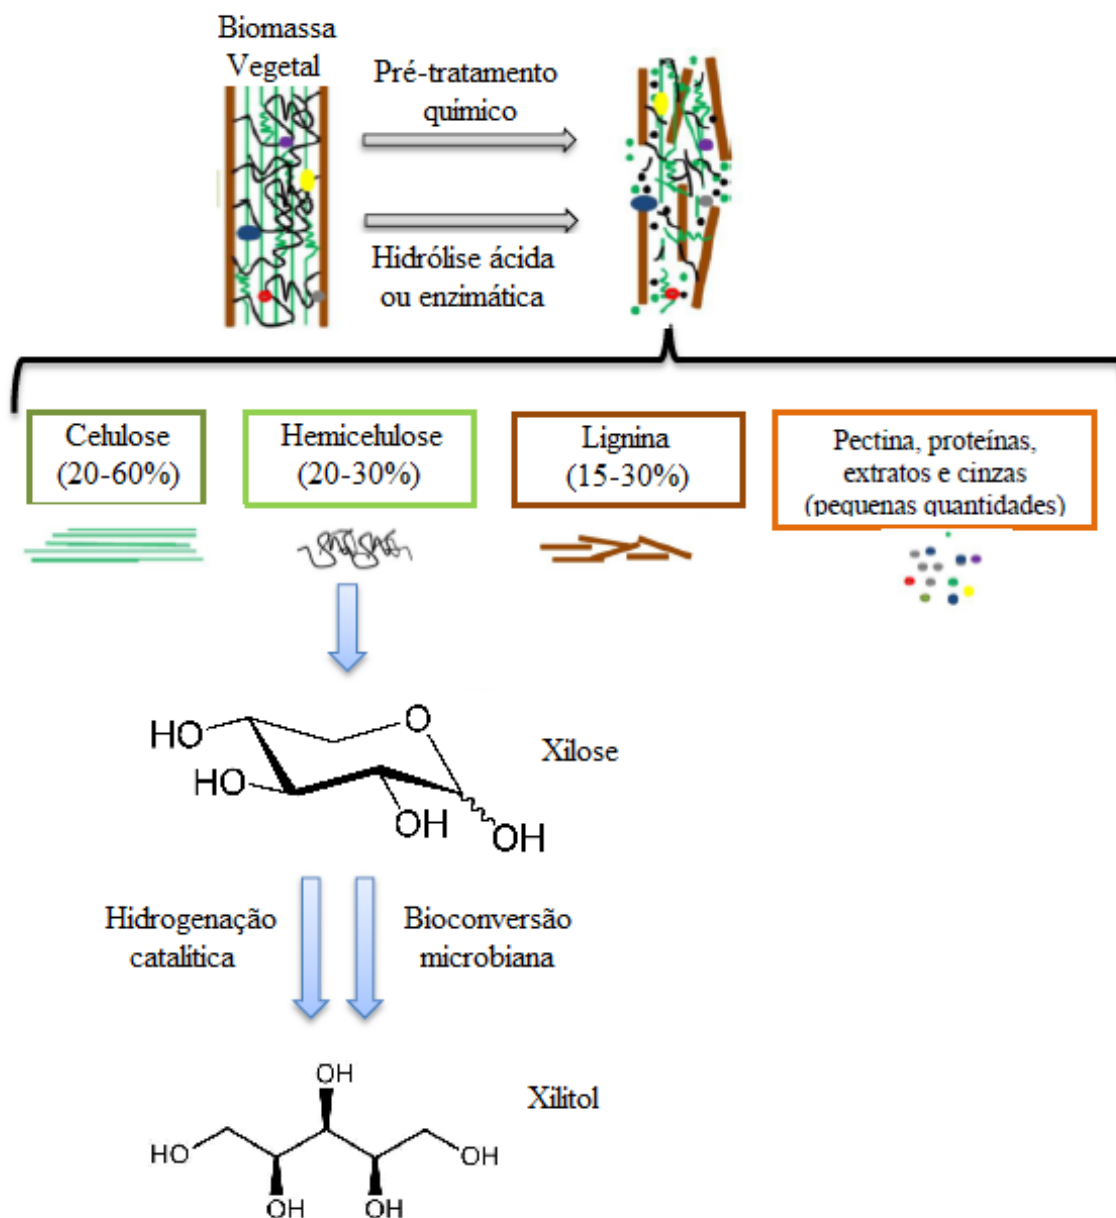 Biomassa
Vegetal
Pré-tratamento
químico
Hidrólise ácida
ou enzimática
Celulose
(20-60%)
Hemicelulose
(20-30%)
Lignina
(15-30%)
Pectina, proteínas,
extratos e cinzas
(pequenas quantidades)
HO
O
HO
OH
OH
Xilose
Hidrogenação
catalítica
Bioconversão
microbiana
OH
HO
OH
OH
OH
Xilitol